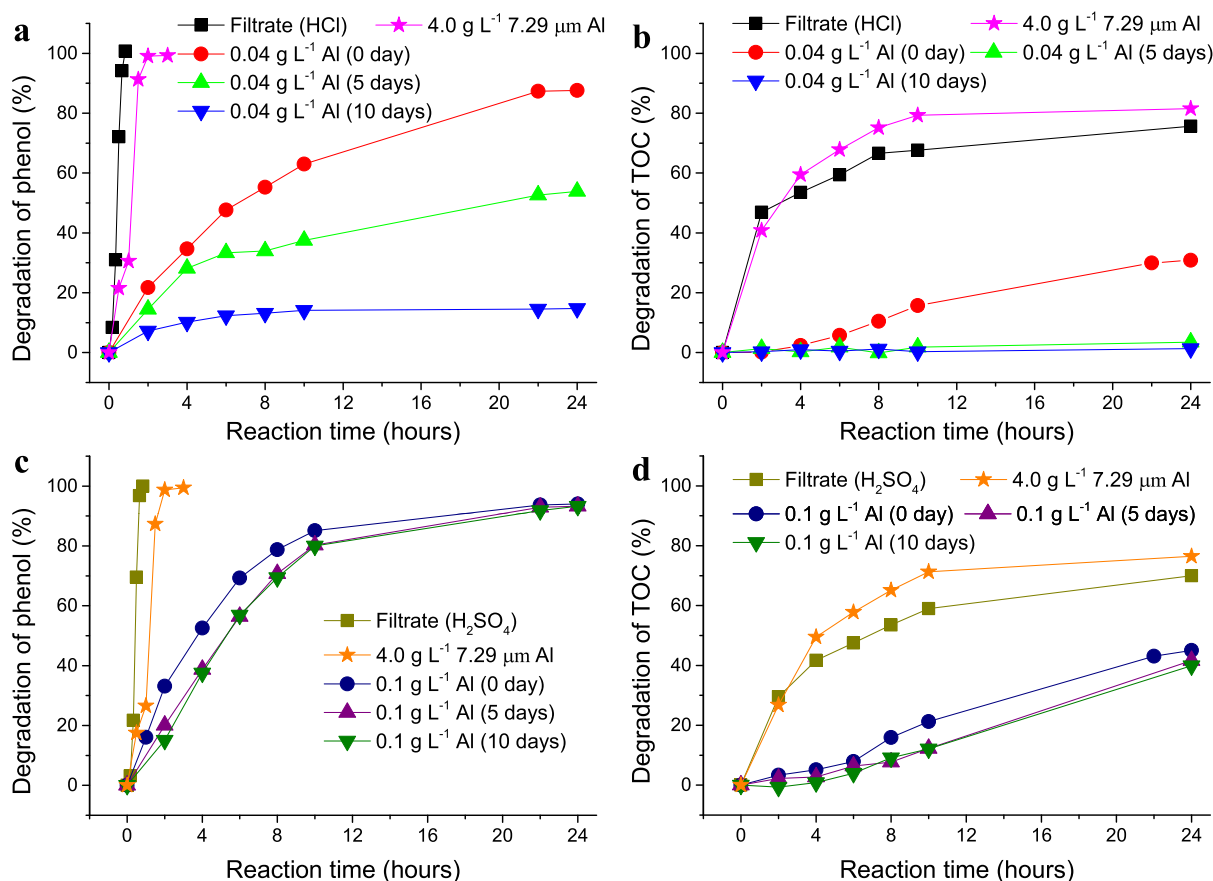 a
Filtrate (HCl)
4.0 g L⁻¹ 7.29 μm Al
0.04 g L⁻¹ Al (0 day)
0.04 g L⁻¹ Al (5 days)
0.04 g L⁻¹ Al (10 days)
Degradation of phenol (%)
100
80
60
40
20
0
0 4 8 12 16 20 24
Reaction time (hours)
b
Filtrate (HCl)
4.0 g L⁻¹ 7.29 μm Al
0.04 g L⁻¹ Al (0 day)
0.04 g L⁻¹ Al (5 days)
0.04 g L⁻¹ Al (10 days)
Degradation of TOC (%)
100
80
60
40
20
0
0 4 8 12 16 20 24
Reaction time (hours)
c
Filtrate (H₂SO₄)
4.0 g L⁻¹ 7.29 μm Al
0.1 g L⁻¹ Al (0 day)
0.1 g L⁻¹ Al (5 days)
0.1 g L⁻¹ Al (10 days)
Degradation of phenol (%)
100
80
60
40
20
0
0 4 8 12 16 20 24
Reaction time (hours)
d
Filtrate (H₂SO₄)
4.0 g L⁻¹ 7.29 μm Al
0.1 g L⁻¹ Al (0 day)
0.1 g L⁻¹ Al (5 days)
0.1 g L⁻¹ Al (10 days)
Degradation of TOC (%)
100
80
60
40
20
0
0 4 8 12 16 20 24
Reaction time (hours)